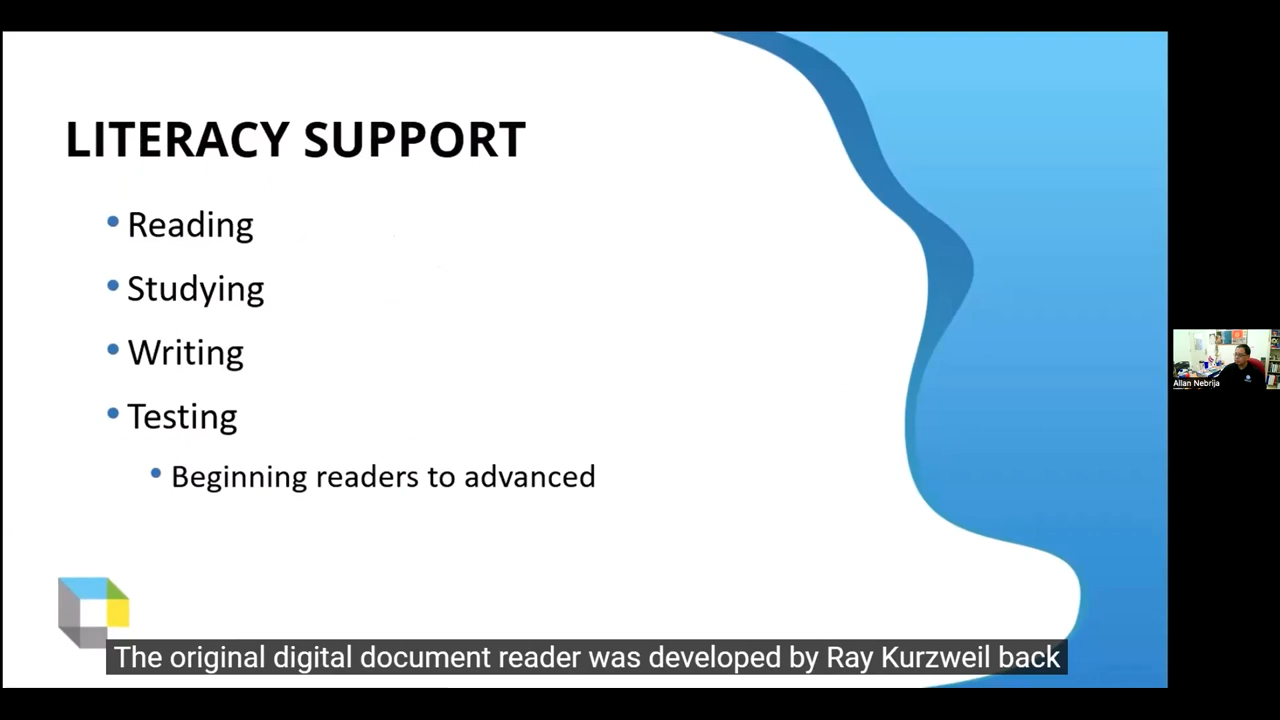 LITERACY SUPPORT
• Reading
• Studying
• Writing
• Testing
• Beginning readers to advanced
Allan Nebrija
The original digital document reader was developed by Ray Kurzweil back